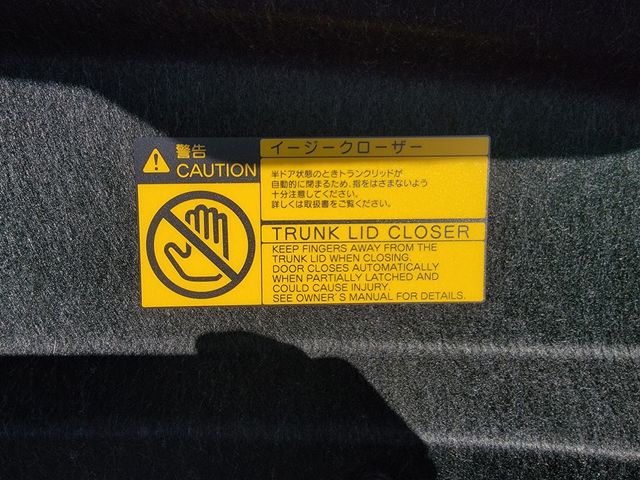 警告
CAUTION
イージークローザー
半ドア状態のときトランクリッドが
自動的に閉まるため、指をはさまないよう
十分注意してください。
詳しくは取扱書をご覧ください。
TRUNK LID CLOSER
KEEP FINGERS AWAY FROM THE
TRUNK LID WHEN CLOSING.
DOOR CLOSES AUTOMATICALLY
WHEN PARTIALLY LATCHED AND
COULD CAUSE INJURY.
SEE OWNER'S MANUAL FOR DETAILS.